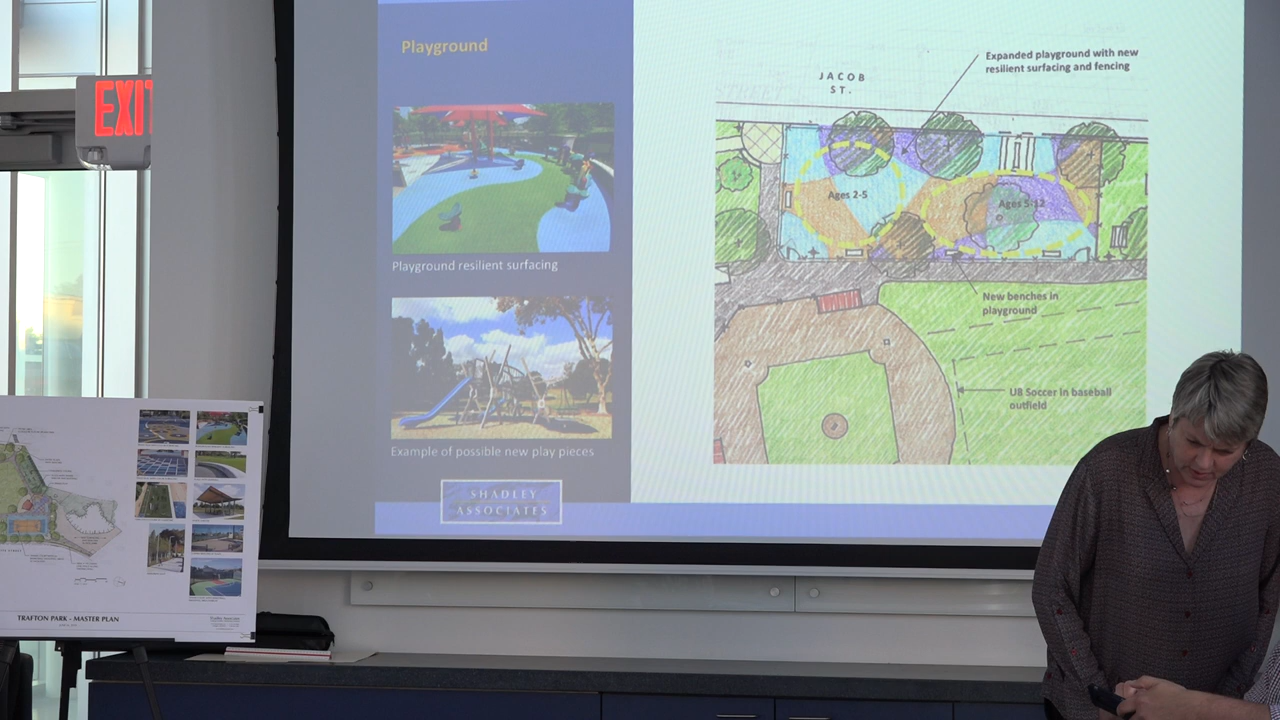 EXIT
Playground
Playground resilient surfacing
Example of possible new play pieces
SHADLEY
ASSOCIATES
JACOB
ST.
Expanded playground with new
resilient surfacing and fencing
Ages 2-5
Ages 5-12
New benches in
playground
U8 Soccer in baseball
outfield
TRAFTON PARK - MASTER PLAN
Shadley Associates